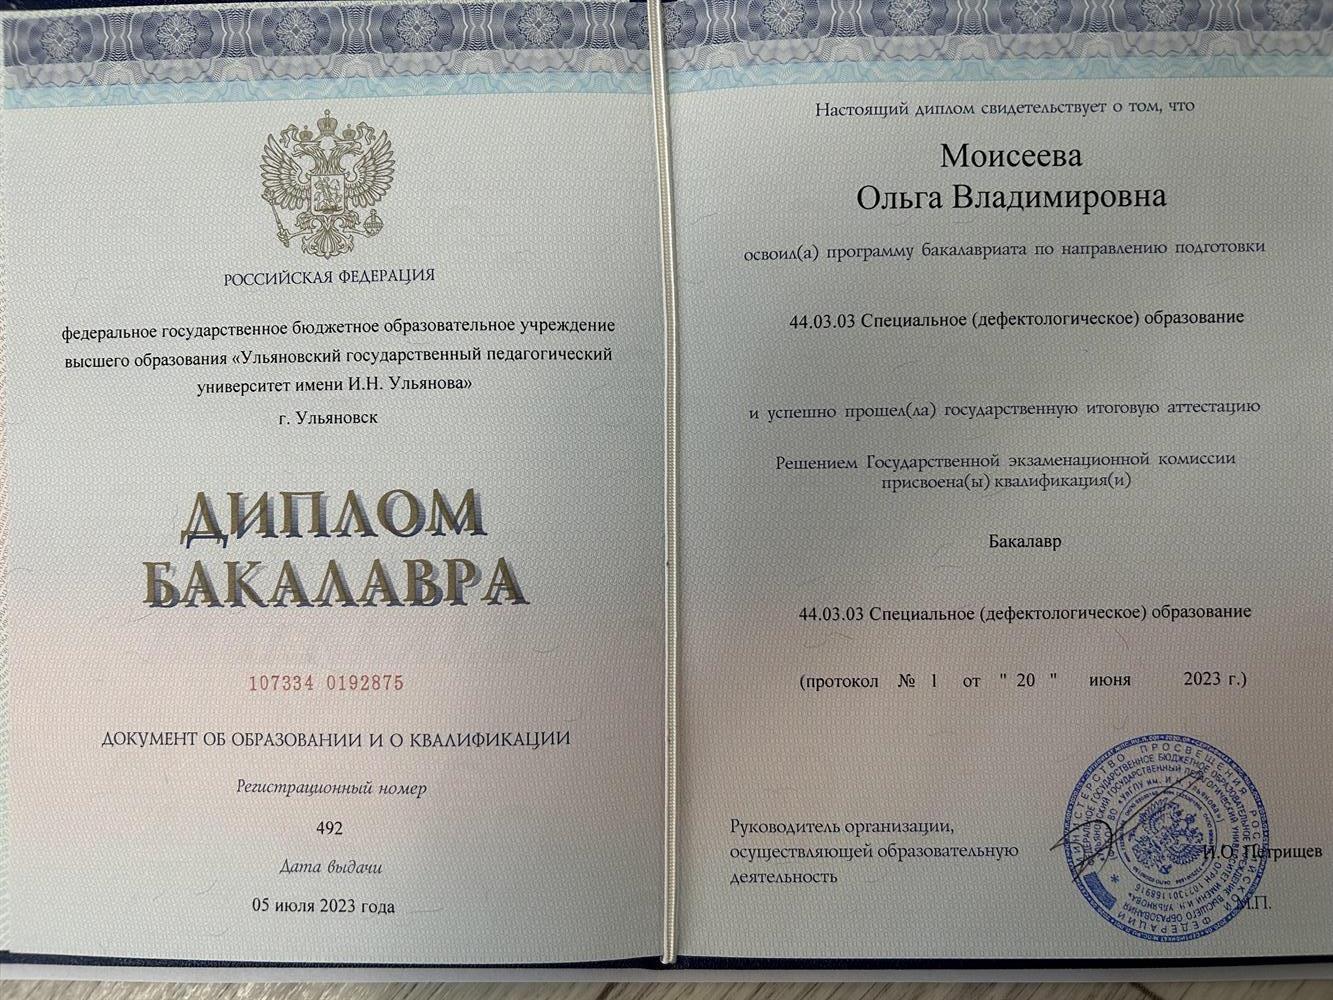 РОССИЙСКАЯ ФЕДЕРАЦИЯ
федеральное государственное бюджетное образовательное учреждение
высшего образования «Ульяновский государственный педагогический
университет имени И.Н. Ульянова»
г. Ульяновск
ДИПЛОМ
БАКАЛАВРА
107334 0192875
ДОКУМЕНТ ОБ ОБРАЗОВАНИИ И О КВАЛИФИКАЦИИ
Регистрационный номер
492
Дата выдачи
05 июля 2023 года
Настоящий диплом свидетельствует о том, что
Моисеева
Ольга Владимировна
освоил(а) программу бакалавриата по направлению подготовки
44.03.03 Специальное (дефектологическое) образование
и успешно прошел(ла) государственную итоговую аттестацию
Решением Государственной экзаменационной комиссии
присвоена(ы) квалификация(и)
Бакалавр
44.03.03 Специальное (дефектологическое) образование
(протокол № 1 от " 20 " июня 2023 г.)
Руководитель организации,
осуществляющей образовательную
деятельность
И.О. Петрищев
М.П.
МИНИСТЕРСТВО ПРОСВЕЩЕНИЯ РОССИЙСКОЙ ФЕДЕРАЦИИ